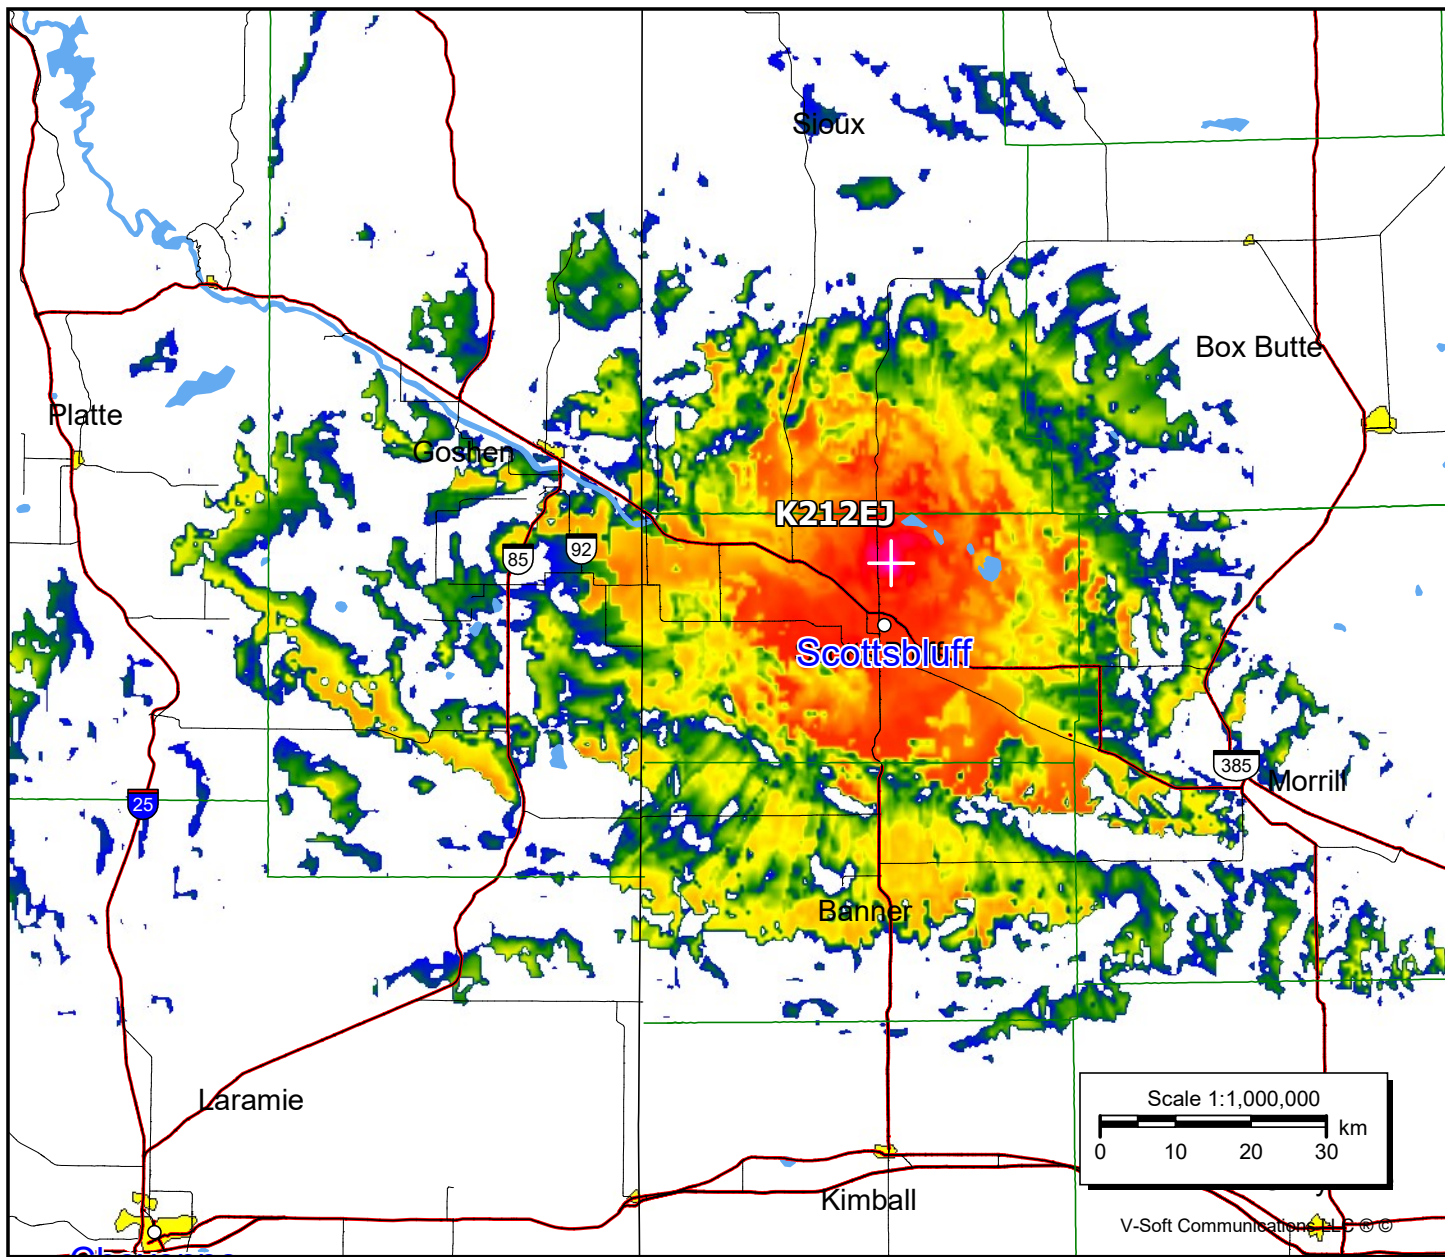 Sioux
Box Butte
Platte
Goshen
K212EJ
85
92
Scottsbluff
385
Morrill
25
Banner
Laramie
Scale 1:1,000,000
km
0 10 20 30
Kimball
V-Soft Communications LLC ® ©